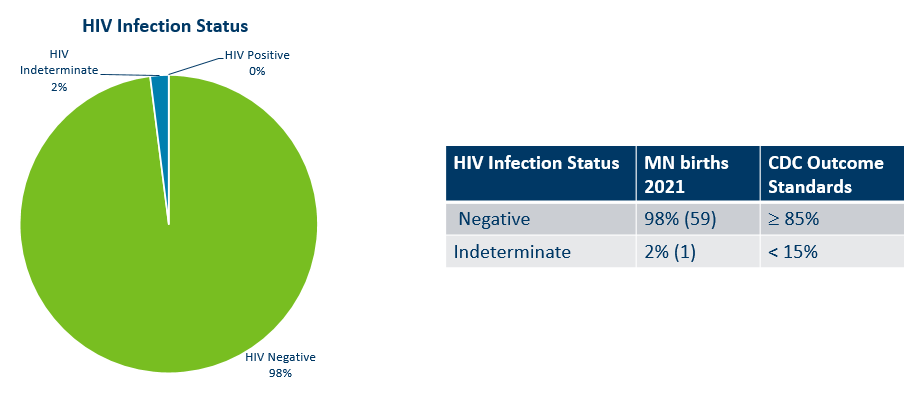 HIV Infection Status
HIV
Indeterminate
2%
HIV Positive
0%
HIV Negative
98%
HIV Infection Status MN births 2021 CDC Outcome Standards
Negative 98% (59) ≥ 85%
Indeterminate 2% (1) < 15%